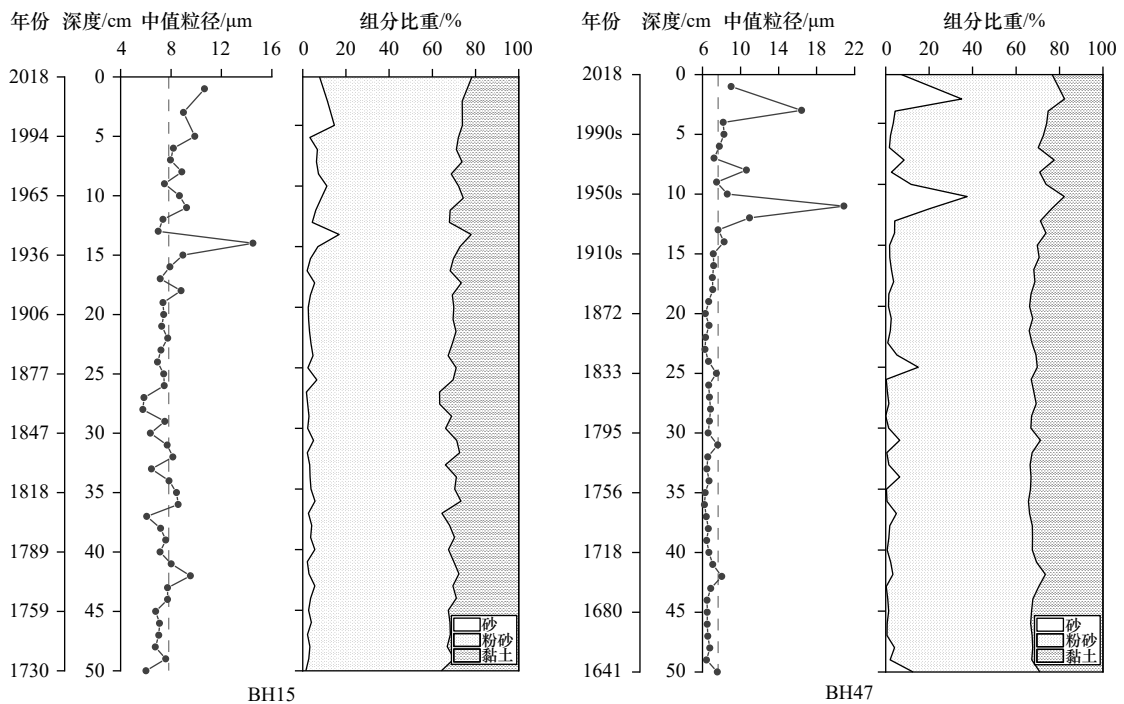 年份 深度/cm 中值粒径/μm 组分比重/%
4 8 12 16 0 20 40 60 80 100
2018 0
1994 5
1965 10
1936 15
1906 20
1877 25
1847 30
1818 35
1789 40
1759 45
1730 50
砂
粉砂
黏土
BH15
年份 深度/cm 中值粒径/μm 组分比重/%
6 10 14 18 22 0 20 40 60 80 100
2018 0
1990s 5
1950s 10
1910s 15
1872 20
1833 25
1795 30
1756 35
1718 40
1680 45
1641 50
砂
粉砂
黏土
BH47